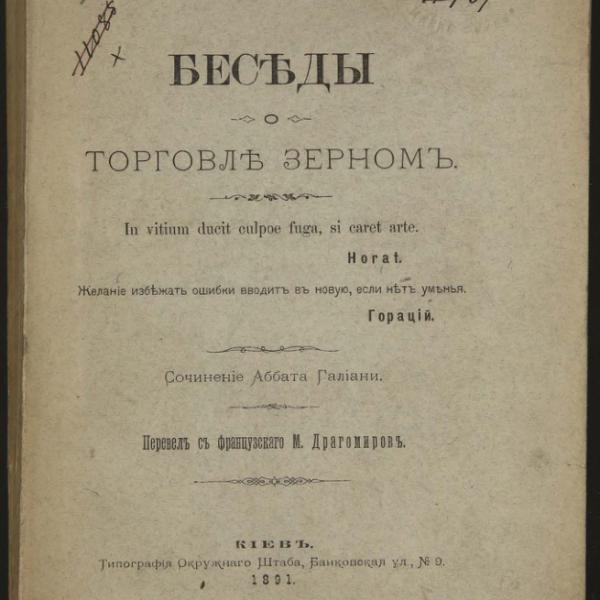 11085
БЕСѢДЫ
О
ТОРГОВЛѢ ЗЕРНОМЪ.
In vitium ducit culpoe fuga, si caret arte.
Horat.
Желаніе избѣжать ошибки вводитъ въ новую, если нѣтъ умѣнья.
Горацій.
Сочиненіе Аббата Галіани.
Перевелъ съ французскаго М. Драгомировъ.
КІЕВЪ.
Типографія Окружнаго Штаба, Банковская ул., № 9.
1891.